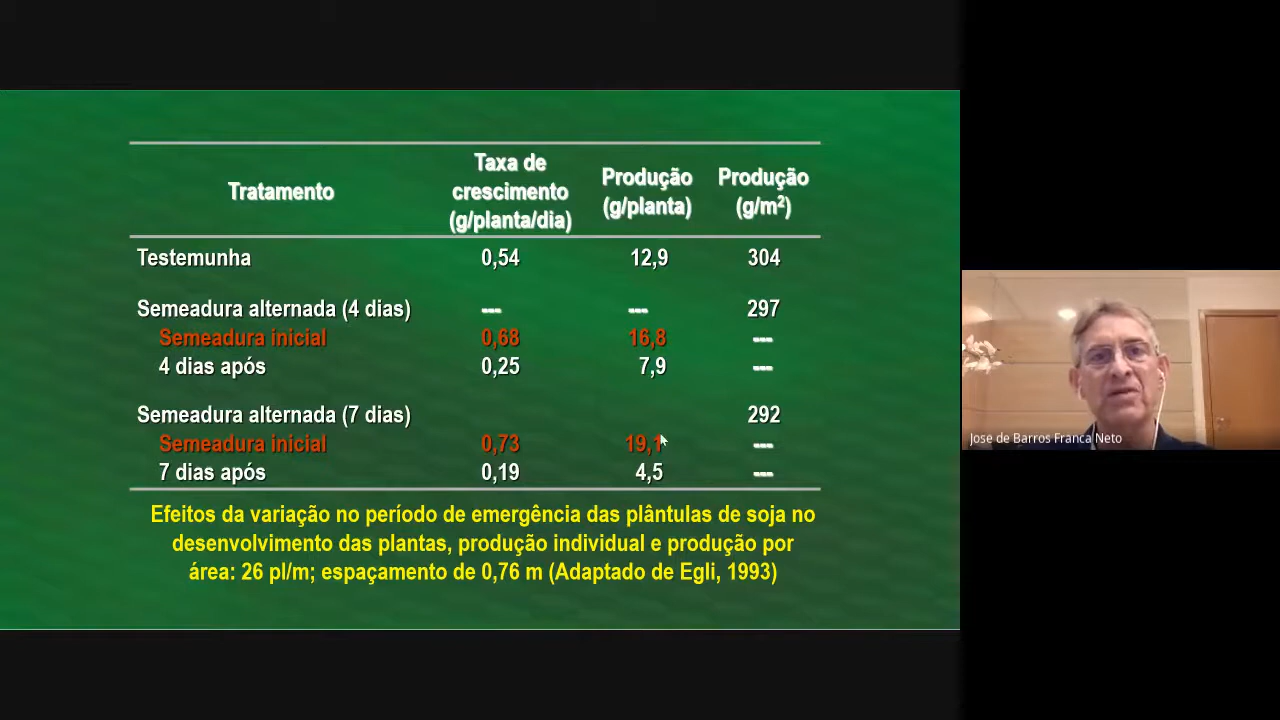 Tratamento Taxa de crescimento (g/planta/dia) Produção (g/planta) Produção (g/m²)
Testemunha 0,54 12,9 304
Semeadura alternada (4 dias) --- --- 297
Semeadura inicial 0,68 16,8 ---
4 dias após 0,25 7,9 ---
Semeadura alternada (7 dias) 292
Semeadura inicial 0,73 19,1 ---
7 dias após 0,19 4,5 ---
Efeitos da variação no período de emergência das plântulas de soja no
desenvolvimento das plantas, produção individual e produção por
área: 26 pl/m; espaçamento de 0,76 m (Adaptado de Egli, 1993)
Jose de Barros Franca Neto